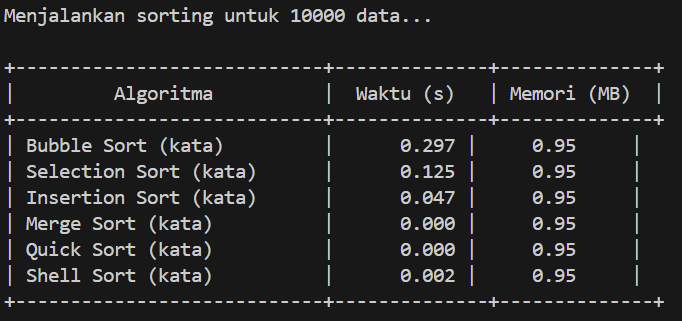 Menjalankan sorting untuk 10000 data...
+----------------------------+--------------+--------------+
|         Algoritma          |  Waktu (s)   | Memori (MB)  |
+----------------------------+--------------+--------------+
| Bubble Sort (kata)         |      0.297 |     0.95     |
| Selection Sort (kata)      |      0.125 |     0.95     |
| Insertion Sort (kata)      |      0.047 |     0.95     |
| Merge Sort (kata)          |      0.000 |     0.95     |
| Quick Sort (kata)          |      0.000 |     0.95     |
| Shell Sort (kata)          |      0.002 |     0.95     |
+----------------------------+--------------+--------------+